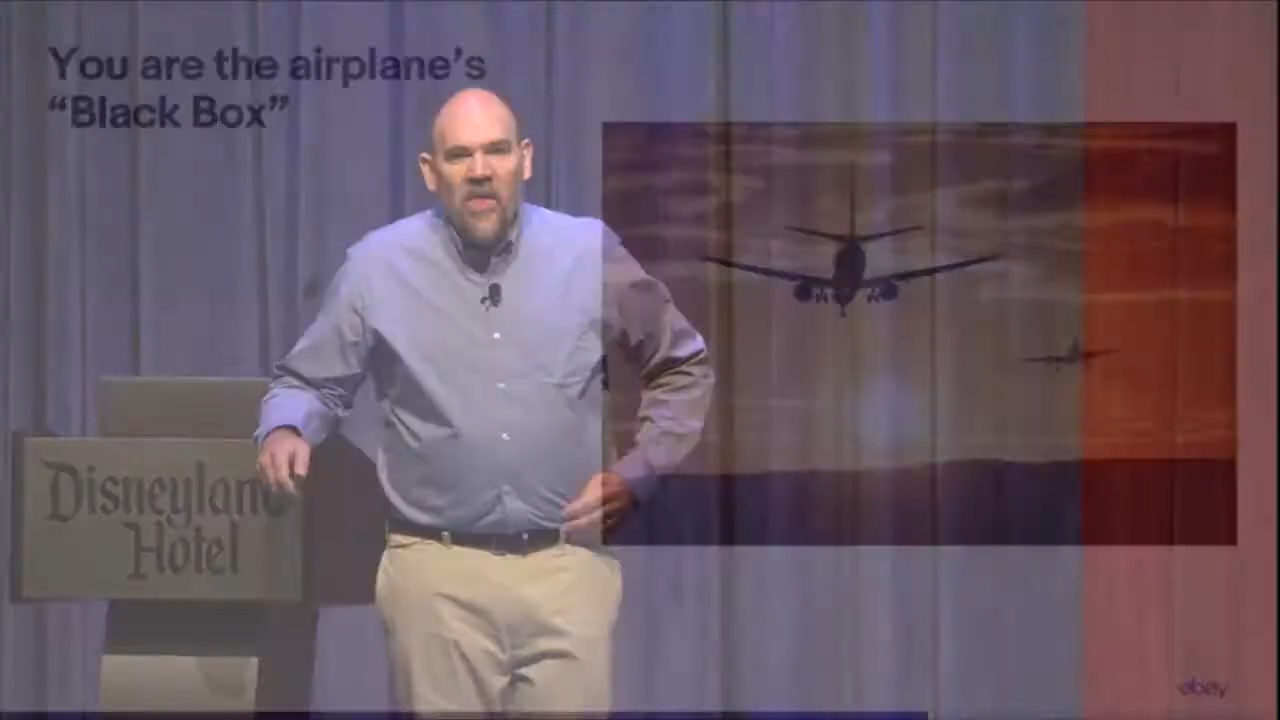 You are the airplane's
“Black Box”
Disneyland
Hotel
ebay